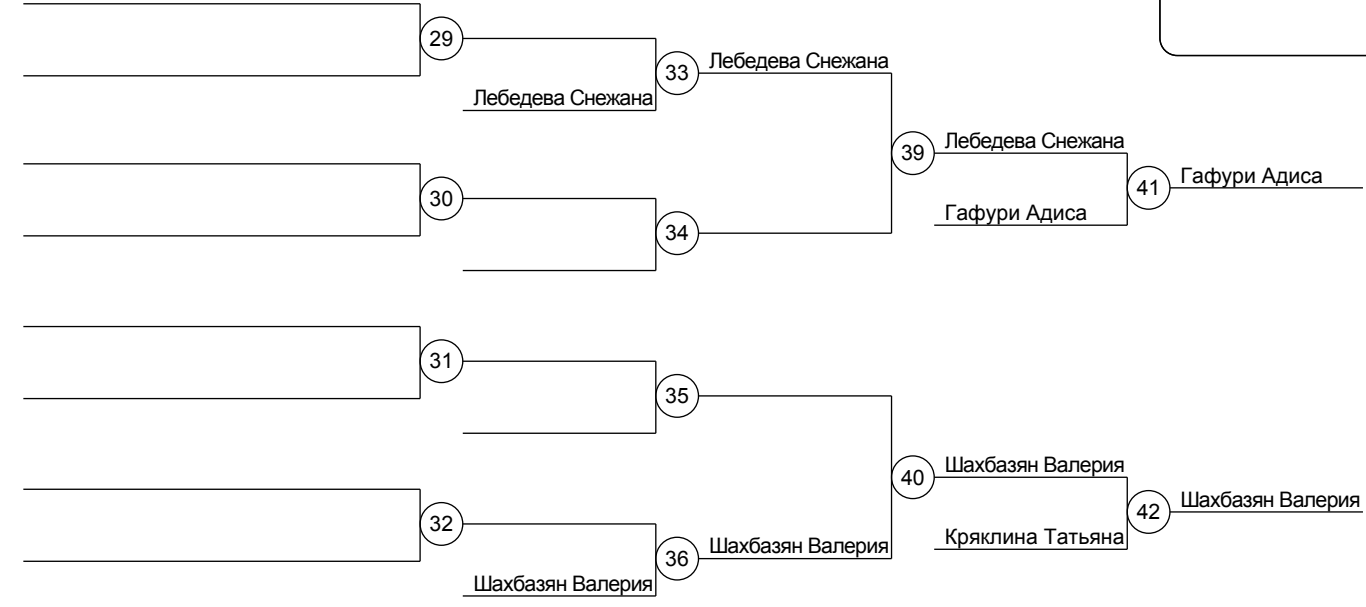 29
33
Лебедева Снежана
Лебедева Снежана
39
Лебедева Снежана
41
Гафури Адиса
30
34
Гафури Адиса
31
35
40
Шахбазян Валерия
42
Шахбазян Валерия
32
36
Шахбазян Валерия
Кряклина Татьяна
Шахбазян Валерия